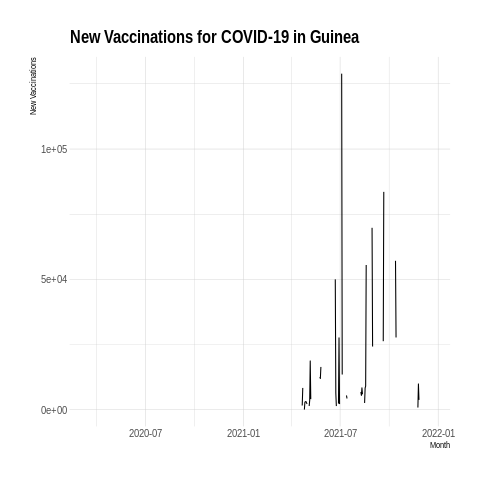 New Vaccinations for COVID-19 in Guinea
New Vaccinations
1e+05
5e+04
0e+00
2020-07
2021-01
2021-07
2022-01
Month